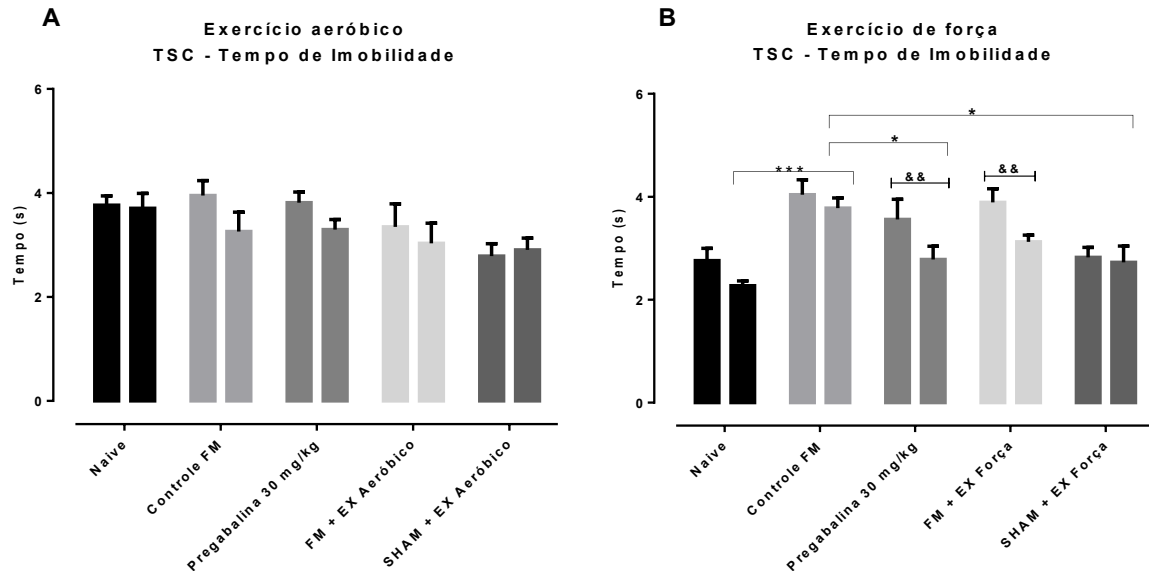 A
Exercício aeróbico
TSC - Tempo de Imobilidade
Tempo (s)
6
4
2
0
Naive
Controle FM
Pregabalina 30 mg/kg
FM + EX Aeróbico
SHAM + EX Aeróbico
B
Exercício de força
TSC - Tempo de Imobilidade
Tempo (s)
6
4
2
0
*
*
***
&&
&&
Naive
Controle FM
Pregabalina 30 mg/kg
FM + EX Força
SHAM + EX Força